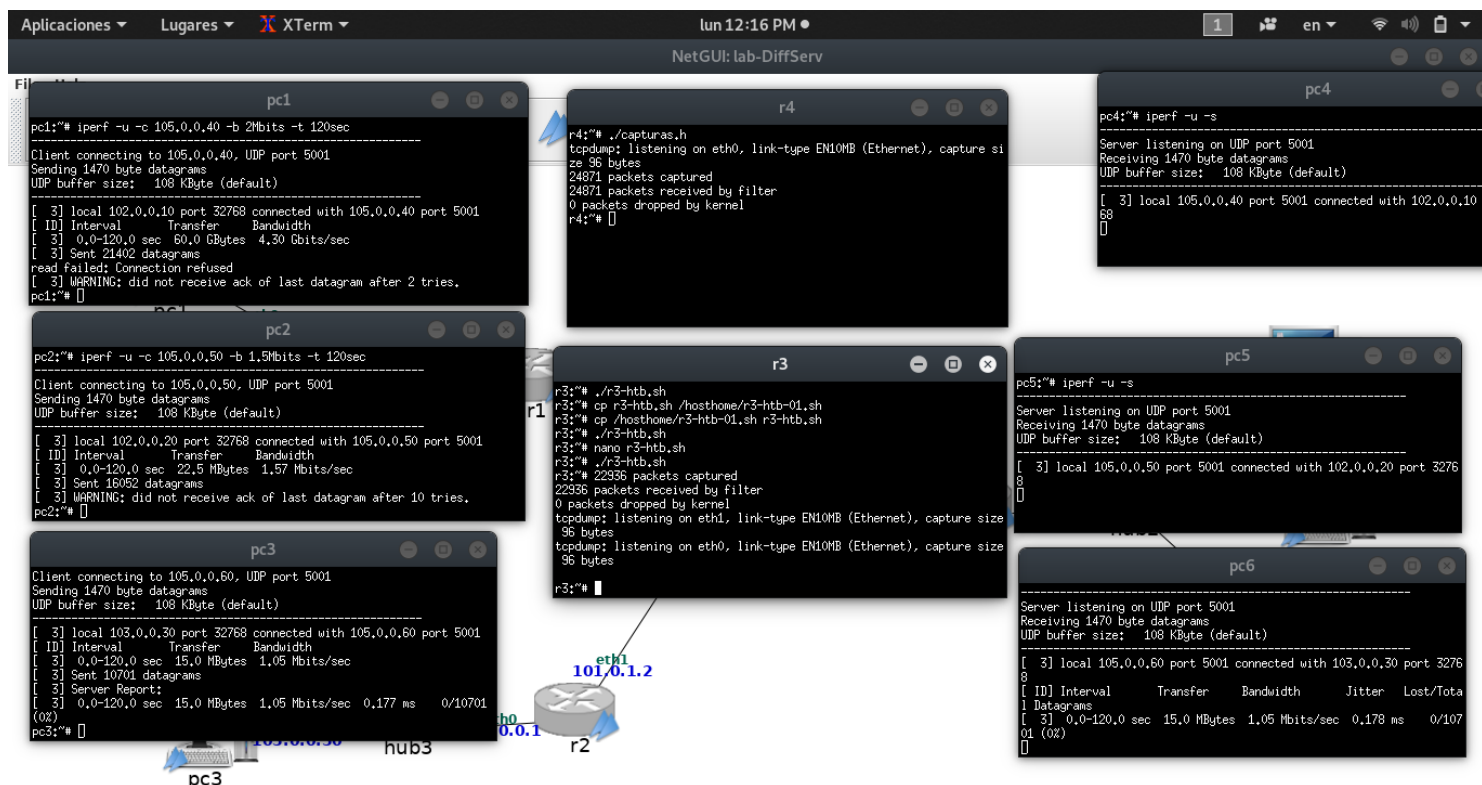 Aplicaciones Lugares XTerm lun 12:16 PM 1 en
NetGUI: lab-DiffServ
pc1
pc1:~# iperf -u -c 105.0.0.40 -b 2Mbits -t 120sec
------------------------------------------------------------
Client connecting to 105.0.0.40, UDP port 5001
Sending 1470 byte datagrams
UDP buffer size:   108 KByte (default)
------------------------------------------------------------
[  3] local 102.0.0.10 port 32768 connected with 105.0.0.40 port 5001
[ ID] Interval       Transfer     Bandwidth
[  3]  0.0-120.0 sec  60.0 GBytes  4.30 Gbits/sec
[  3] Sent 21402 datagrams
read failed: Connection refused
[  3] WARNING: did not receive ack of last datagram after 2 tries.
pc1:~#
r4
r4:~# ./capturas.h
tcpdump: listening on eth0, link-type EN10MB (Ethernet), capture si
ze 96 bytes
24871 packets captured
24871 packets received by filter
0 packets dropped by kernel
r4:~#
pc4
pc4:~# iperf -u -s
------------------------------------------------------------
Server listening on UDP port 5001
Receiving 1470 byte datagrams
UDP buffer size:   108 KByte (default)
------------------------------------------------------------
[  3] local 105.0.0.40 port 5001 connected with 102.0.0.10
68
pc2
pc2:~# iperf -u -c 105.0.0.50 -b 1.5Mbits -t 120sec
------------------------------------------------------------
Client connecting to 105.0.0.50, UDP port 5001
Sending 1470 byte datagrams
UDP buffer size:   108 KByte (default)
------------------------------------------------------------
[  3] local 102.0.0.20 port 32768 connected with 105.0.0.50 port 5001
[ ID] Interval       Transfer     Bandwidth
[  3]  0.0-120.0 sec  22.5 MBytes  1.57 Mbits/sec
[  3] Sent 16052 datagrams
[  3] WARNING: did not receive ack of last datagram after 10 tries.
pc2:~#
r1
r3
r3:~# ./r3-htb.sh
r3:~# cp r3-htb.sh /hosthome/r3-htb-01.sh
r3:~# cp /hosthome/r3-htb-01.sh r3-htb.sh
r3:~# ./r3-htb.sh
r3:~# nano r3-htb.sh
r3:~# ./r3-htb.sh
r3:~# 22936 packets captured
22936 packets received by filter
0 packets dropped by kernel
tcpdump: listening on eth1, link-type EN10MB (Ethernet), capture size
 96 bytes
tcpdump: listening on eth0, link-type EN10MB (Ethernet), capture size
 96 bytes
r3:~#
pc5
pc5:~# iperf -u -s
------------------------------------------------------------
Server listening on UDP port 5001
Receiving 1470 byte datagrams
UDP buffer size:   108 KByte (default)
------------------------------------------------------------
[  3] local 105.0.0.50 port 5001 connected with 102.0.0.20 port 3276
8
pc3
Client connecting to 105.0.0.60, UDP port 5001
Sending 1470 byte datagrams
UDP buffer size:   108 KByte (default)
------------------------------------------------------------
[  3] local 103.0.0.30 port 32768 connected with 105.0.0.60 port 5001
[ ID] Interval       Transfer     Bandwidth
[  3]  0.0-120.0 sec  15.0 MBytes  1.05 Mbits/sec
[  3] Sent 10701 datagrams
[  3] Server Report:
[  3]  0.0-120.0 sec  15.0 MBytes  1.05 Mbits/sec  0.177 ms    0/10701
(0%)
pc3:~#
pc6
------------------------------------------------------------
Server listening on UDP port 5001
Receiving 1470 byte datagrams
UDP buffer size:   108 KByte (default)
------------------------------------------------------------
[  3] local 105.0.0.60 port 5001 connected with 103.0.0.30 port 3276
8
[ ID] Interval       Transfer     Bandwidth       Jitter   Lost/Tota
l Datagrams
[  3]  0.0-120.0 sec  15.0 MBytes  1.05 Mbits/sec  0.178 ms    0/107
01 (0%)
eth1
101.0.1.2
r2
hub3
pc3